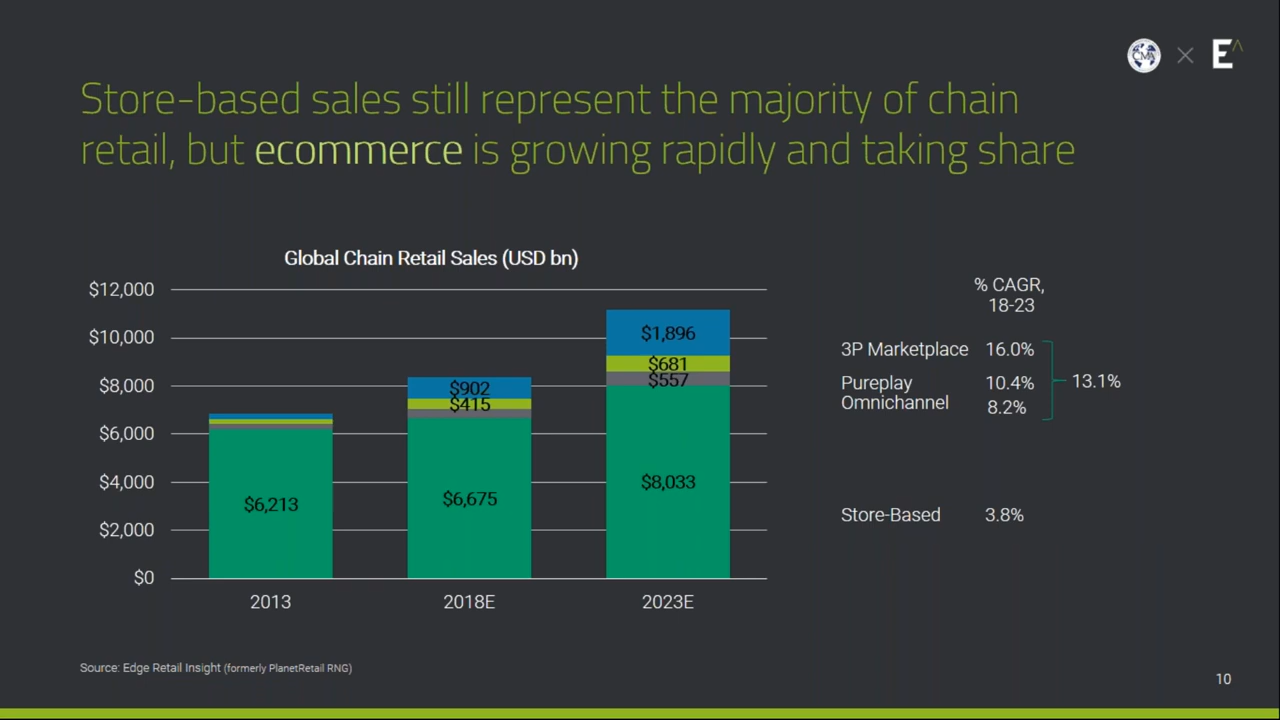 CMA
E^
Store-based sales still represent the majority of chain
retail, but ecommerce is growing rapidly and taking share
Global Chain Retail Sales (USD bn)
$12,000
$10,000
$8,000
$6,000
$4,000
$2,000
$0
$6,213
$902
$415
$6,675
$1,896
$681
$557
$8,033
2013
2018E
2023E
% CAGR,
18-23
3P Marketplace 16.0%
Pureplay 10.4%
Omnichannel 8.2%
13.1%
Store-Based 3.8%
Source: Edge Retail Insight (formerly PlanetRetail RNG)
10